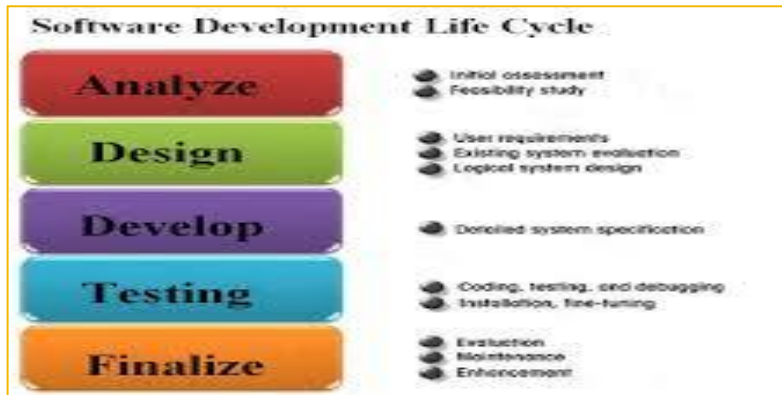 Software Development Life Cycle
Analyze
Initial assessment
Feasibility study
Design
User requirements
Existing system evaluation
Logical system design
Develop
Detailed system specification
Testing
Coding, testing, and debugging
Installation, fine-tuning
Finalize
Evaluation
Maintenance
Enhancement